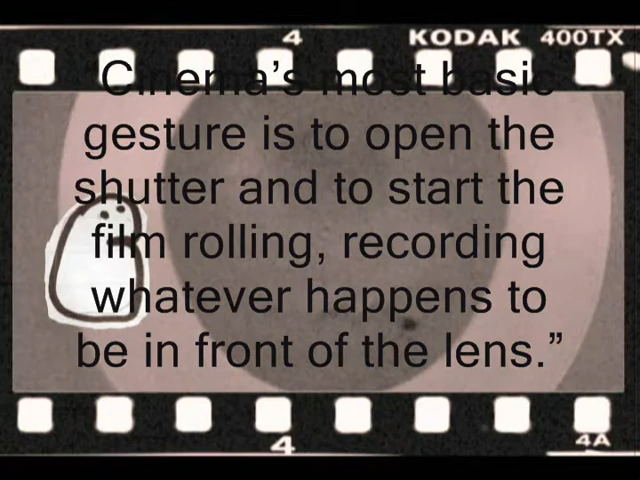 4 KODAK 400TX
Cinema’s most basic
gesture is to open the
shutter and to start the
film rolling, recording
whatever happens to
be in front of the lens.”
4 4A